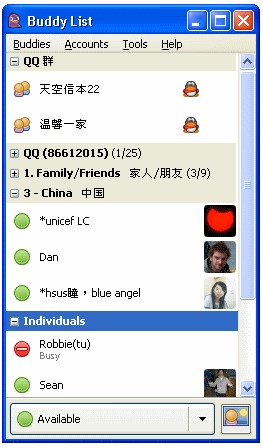 Buddy List
Buddies Accounts Tools Help
QQ 群
天空信本22
温馨一家
QQ (86612015) (1/25)
1. Family/Friends 家人/朋友 (3/9)
3 - China 中国
*unicef LC
Dan
*hsus瞳，blue angel
Individuals
Robbie(tu)
Busy
Sean
Available